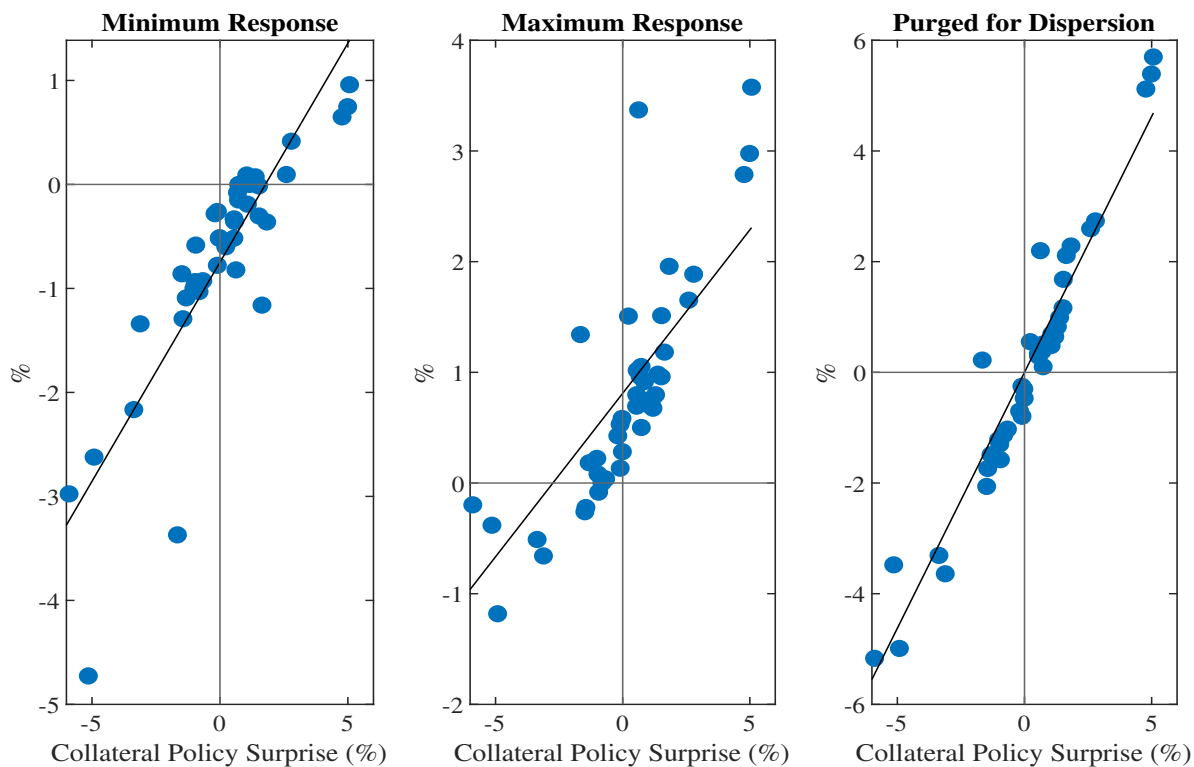 Minimum Response
1
0
-1
-2
-3
-4
-5
%
-5 0 5
Collateral Policy Surprise (%)
Maximum Response
4
3
2
1
0
-1
-2
%
-5 0 5
Collateral Policy Surprise (%)
Purged for Dispersion
6
4
2
0
-2
-4
-6
%
-5 0 5
Collateral Policy Surprise (%)